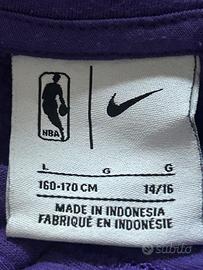 NBA
L G G
160-170 CM 14/16
MADE IN INDONESIA
FABRIQUÉ EN INDONÉSIE
subito